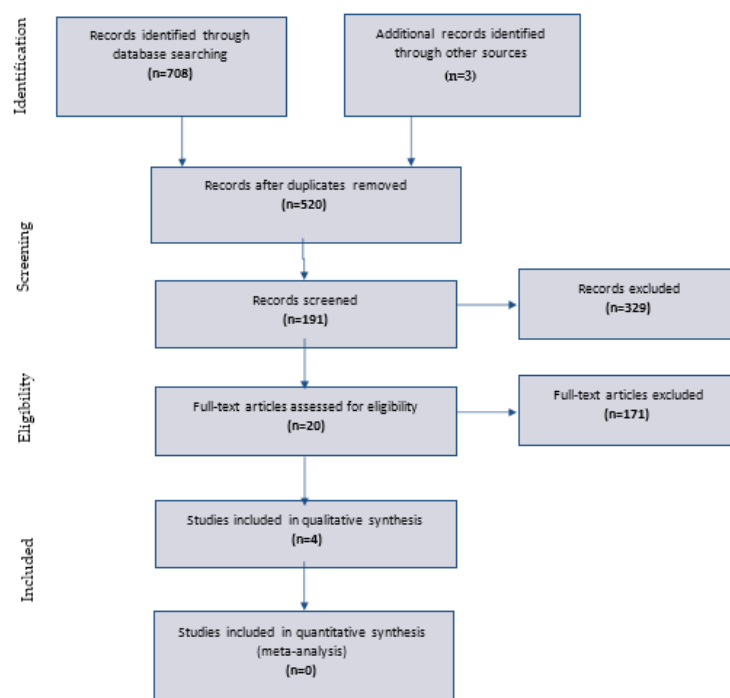 Identification
Records identified through
database searching
(n=708)
Additional records identified
through other sources
(n=3)
Records after duplicates removed
(n=520)
Screening
Records screened
(n=191)
Records excluded
(n=329)
Eligibility
Full-text articles assessed for eligibility
(n=20)
Full-text articles excluded
(n=171)
Included
Studies included in qualitative synthesis
(n=4)
Studies included in quantitative synthesis
(meta-analysis)
(n=0)